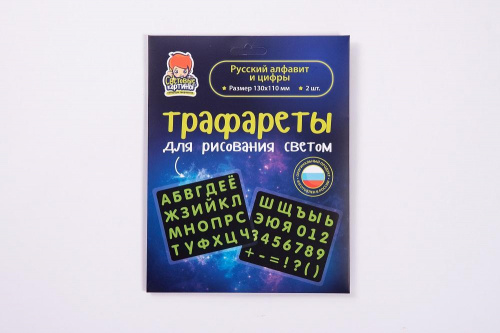 Световые
картины
Русский алфавит
и цифры
★ Размер 130х110 мм ★ 2 шт.
Трафареты
для рисования светом
АБВГДЕЁ
ЖЗИЙКЛ
МНОПРС
ТУФХЦЧ
ШЩЪЫЬ
ЭЮЯ012
3456789
+-=!?()